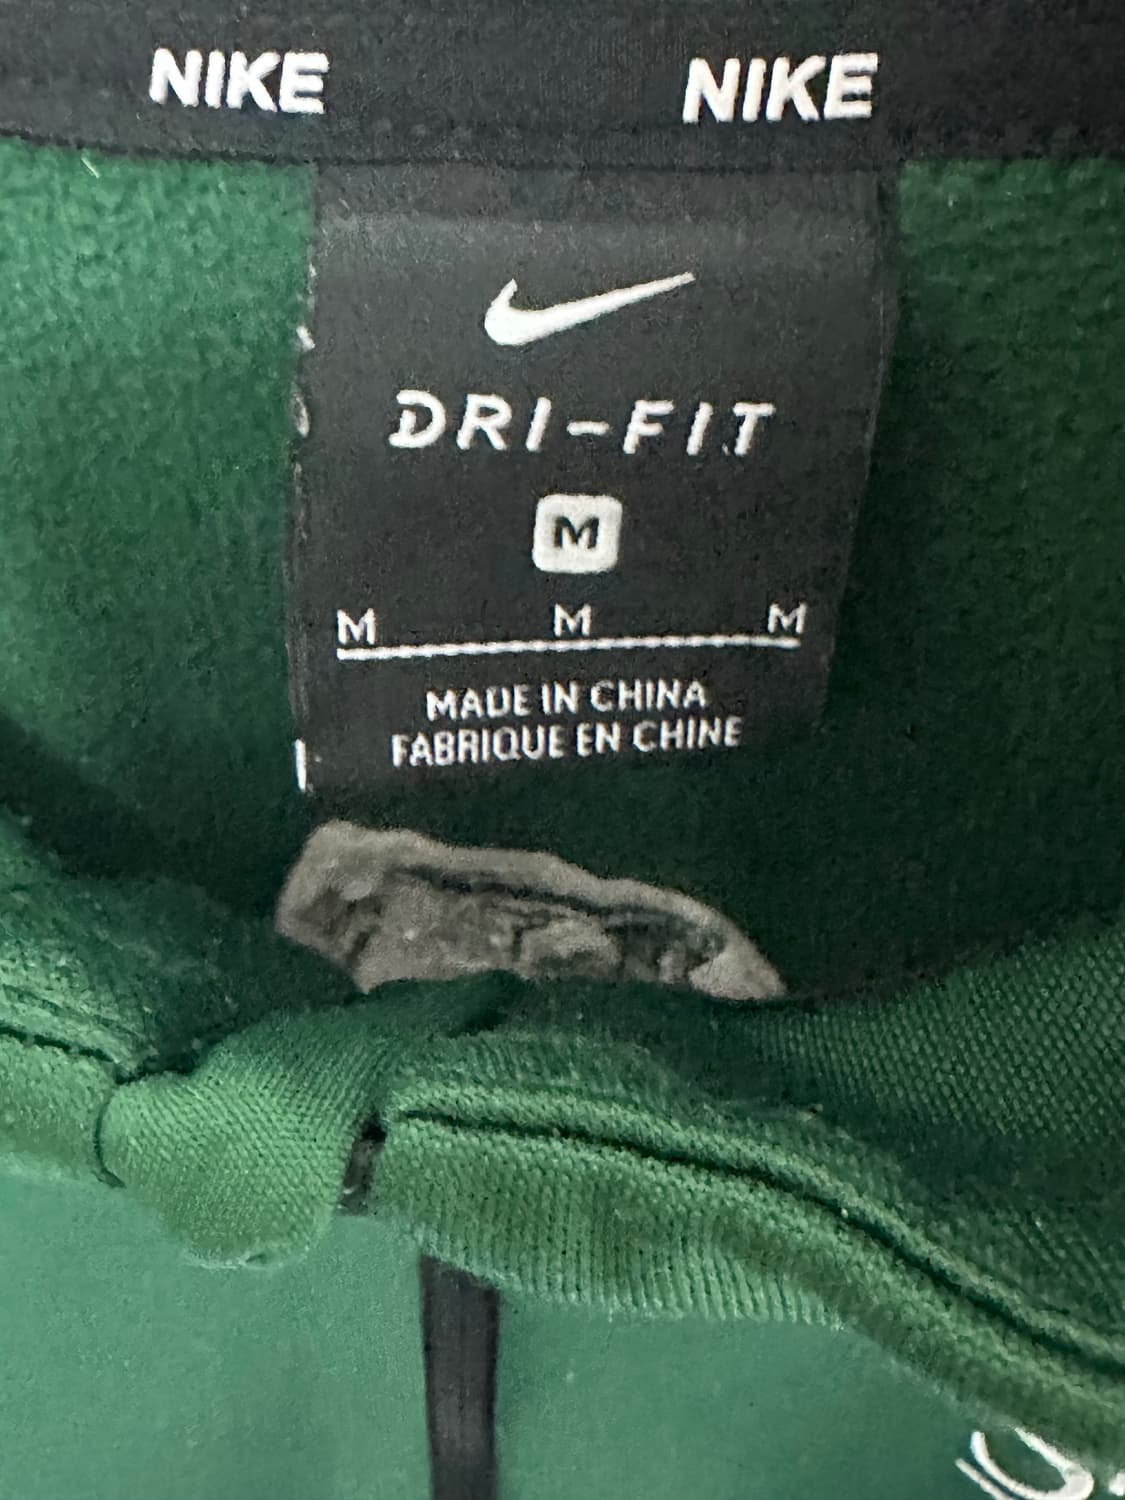 NIKE NIKE
DRI-FIT
M
M M M
MADE IN CHINA
FABRIQUE EN CHINE